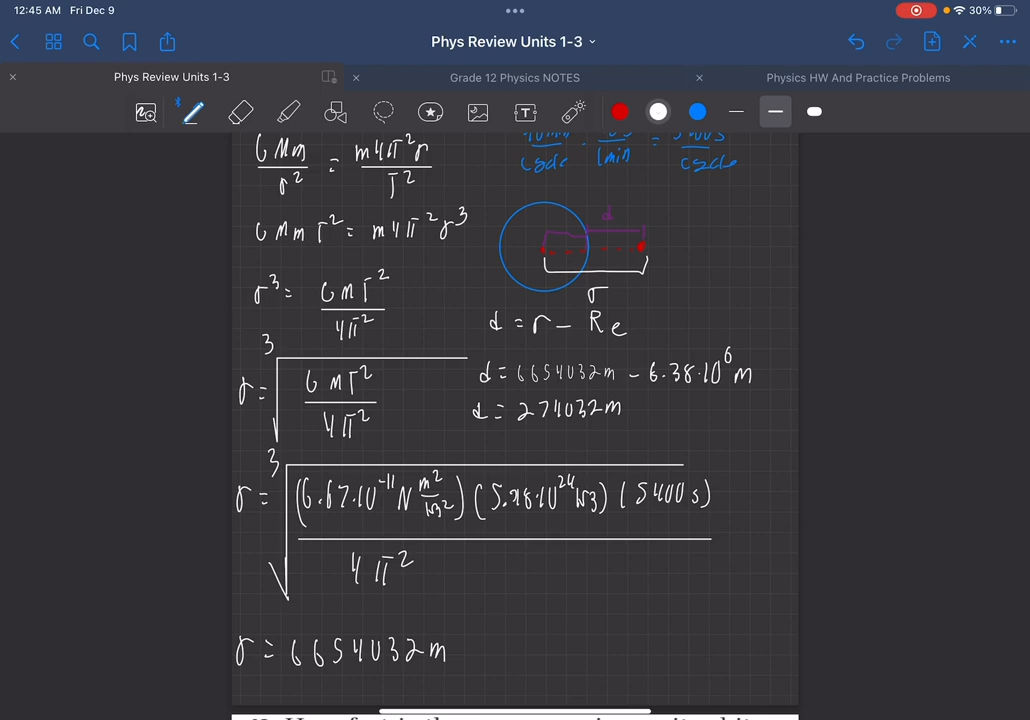 12:45 AM Fri Dec 9
30%
Phys Review Units 1-3
Phys Review Units 1-3
Grade 12 Physics NOTES
Physics HW And Practice Problems
GMm/r² = m4π²r/T²
cycle · 1min = cycle
GMmT² = m4π²r³
d
r
r³ = GMT²/4π²
d = r - Re
r = ³√(GMT²/4π²)
d = 6654032m - 6.38·10⁶m
d = 274032m
r = ³√((6.67·10⁻¹¹ N m²/kg²)(5.98·10²⁴ kg)(5400s)/4π²)
r = 6654032m